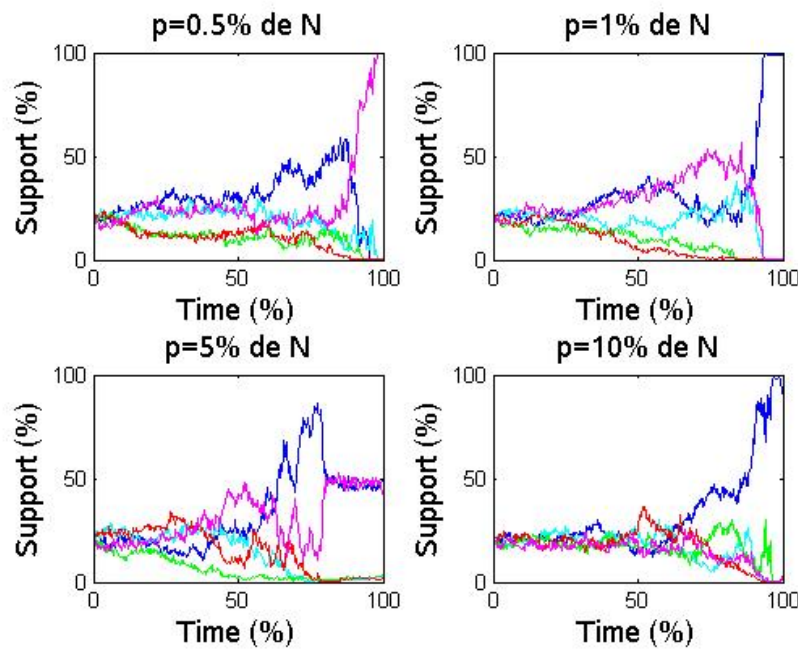 p=0.5% de N
100
50
0
Support (%)
0 50 100
Time (%)
p=1% de N
100
50
0
Support (%)
0 50 100
Time (%)
p=5% de N
100
50
0
Support (%)
0 50 100
Time (%)
p=10% de N
100
50
0
Support (%)
0 50 100
Time (%)